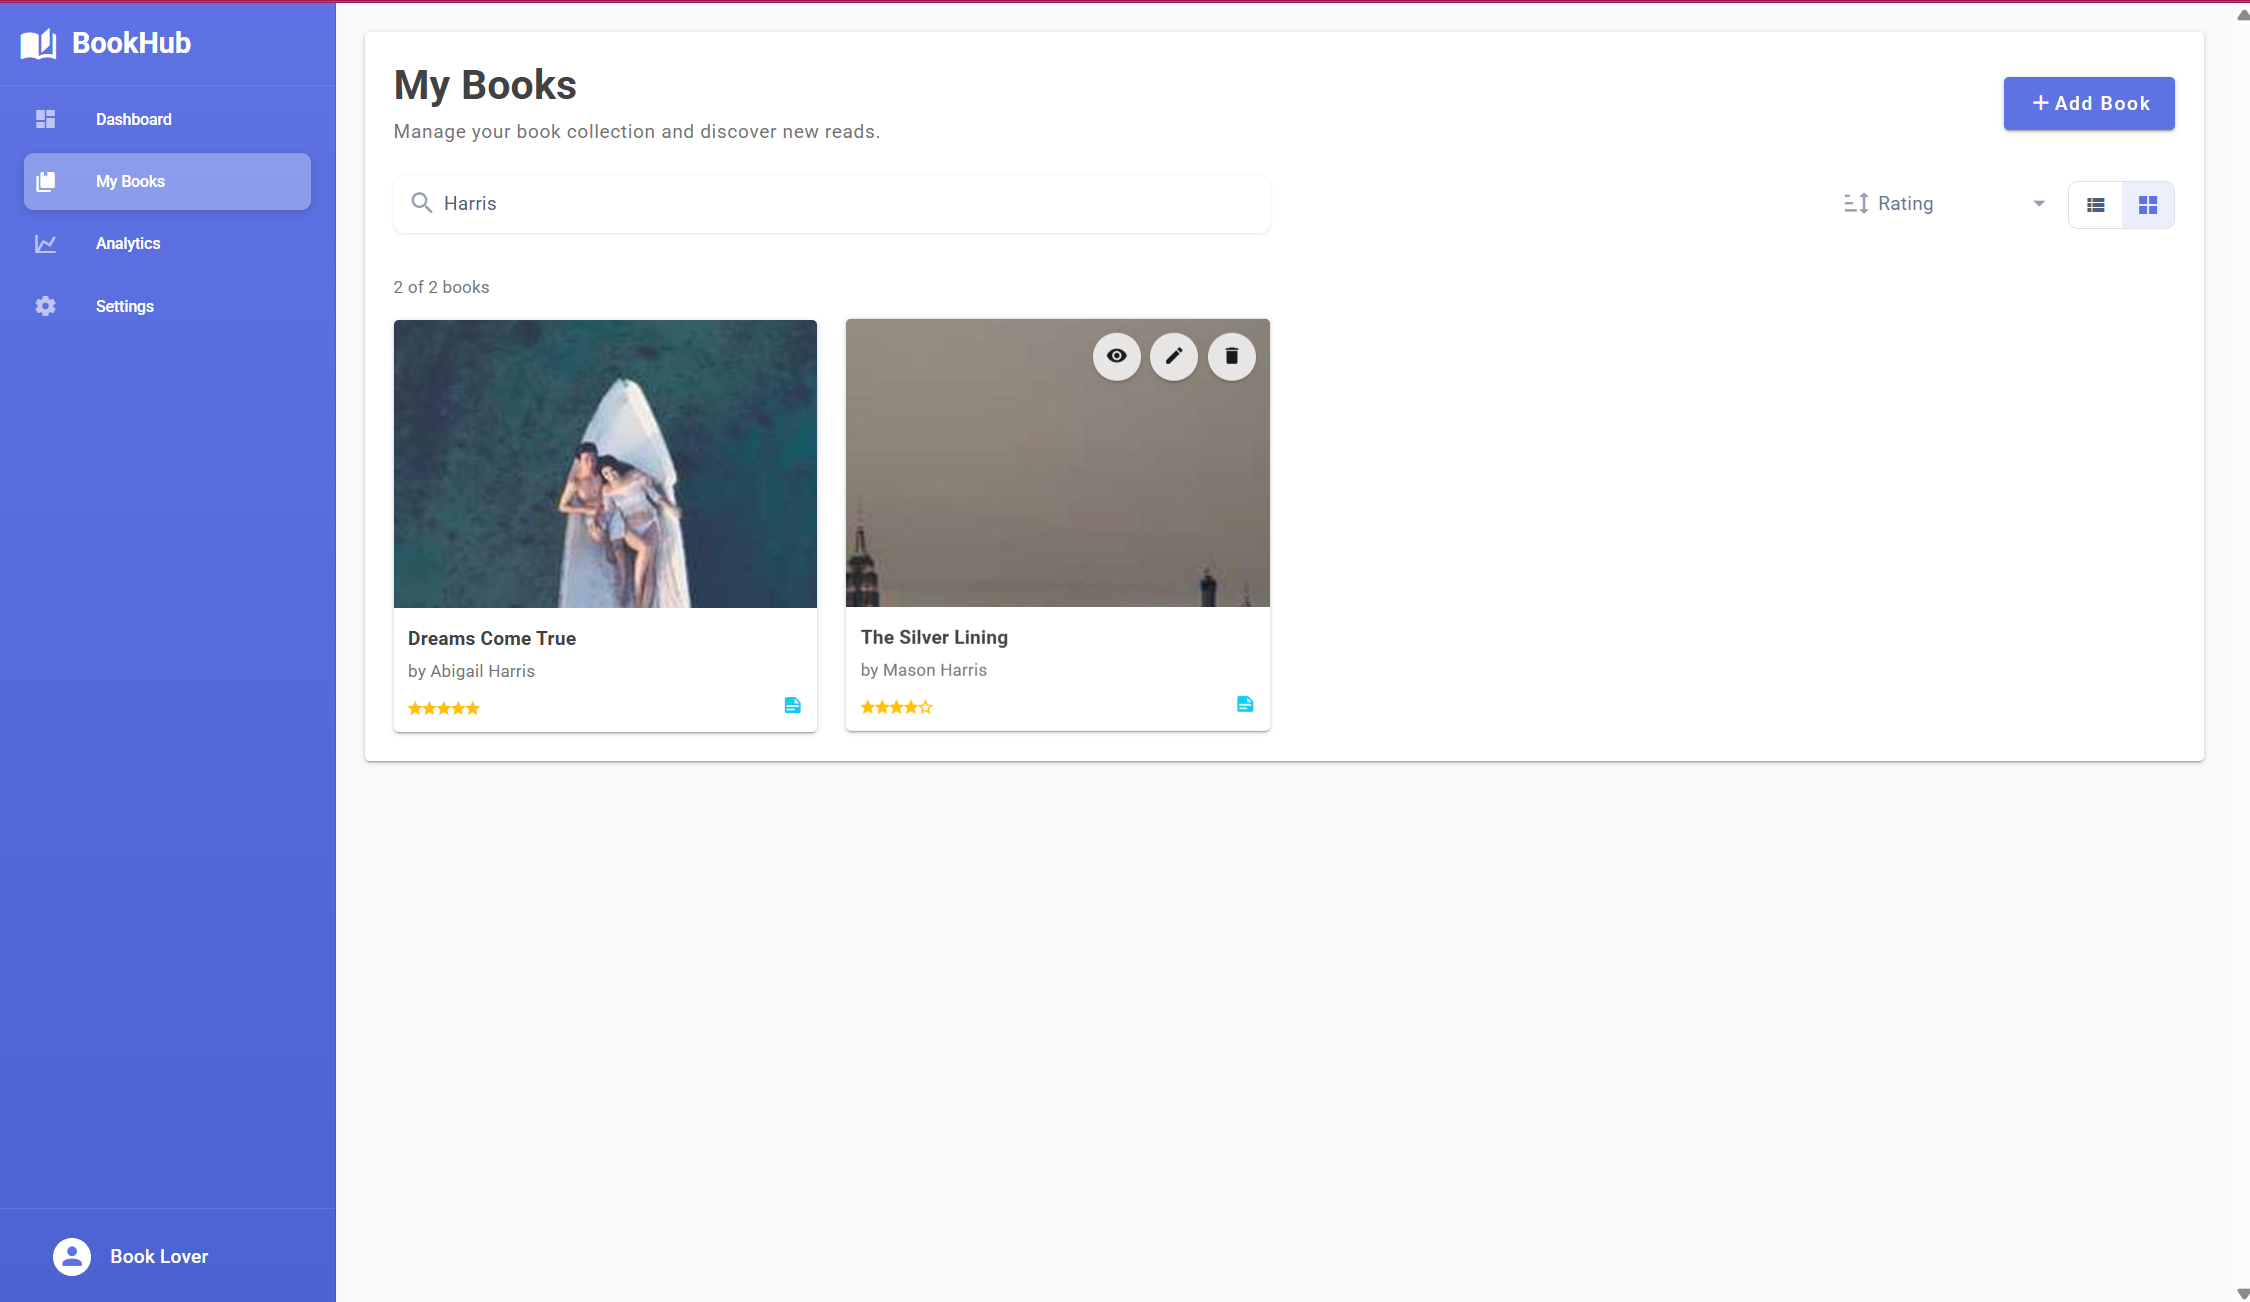 BookHub
Dashboard
My Books
Analytics
Settings
Book Lover
My Books
Manage your book collection and discover new reads.
+ Add Book
Harris
Rating
2 of 2 books
Dreams Come True
by Abigail Harris
The Silver Lining
by Mason Harris